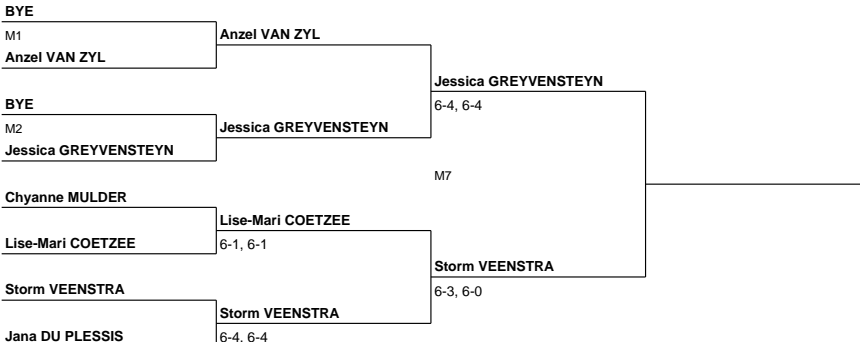 BYE
M1
Anzel VAN ZYL
Anzel VAN ZYL
BYE
M2
Jessica GREYVENSTEYN
Jessica GREYVENSTEYN
Jessica GREYVENSTEYN
6-4, 6-4
M7
Chyanne MULDER
Lise-Mari COETZEE
Lise-Mari COETZEE
6-1, 6-1
Storm VEENSTRA
Jana DU PLESSIS
Storm VEENSTRA
6-4, 6-4
Storm VEENSTRA
6-3, 6-0